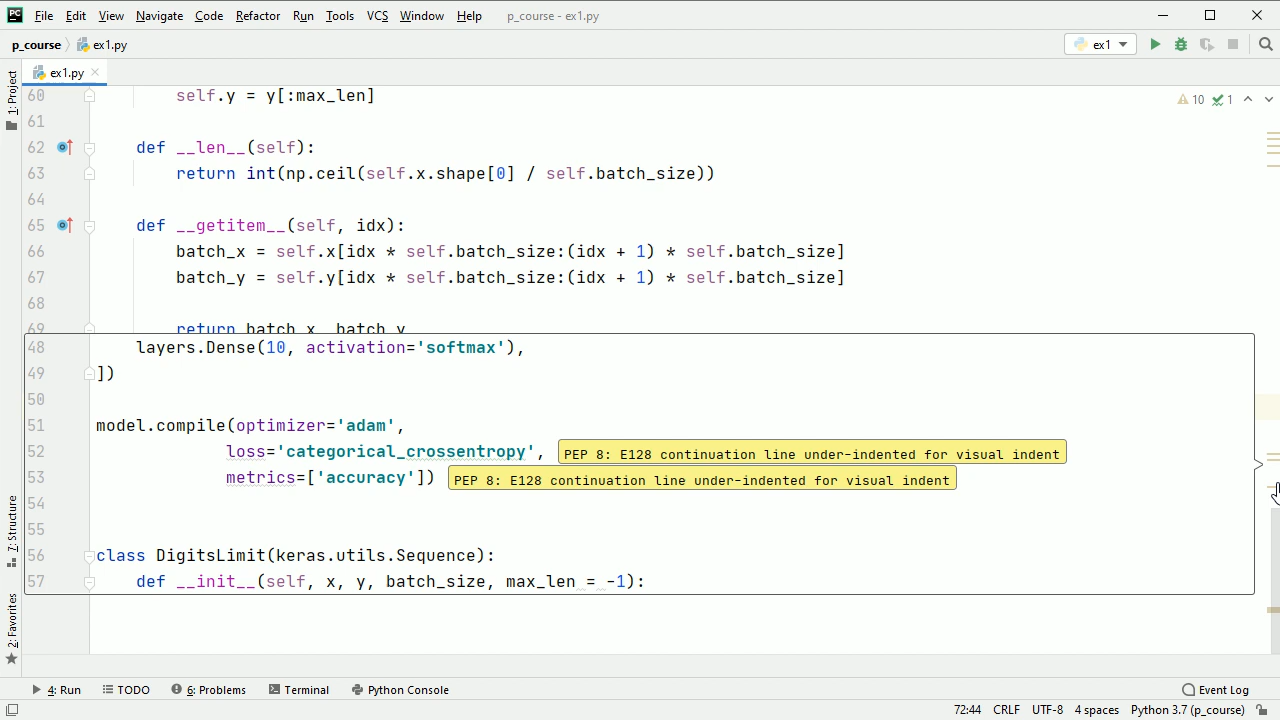 PC File Edit View Navigate Code Refactor Run Tools VCS Window Help p_course - ex1.py
p_course ex1.py ex1
ex1.py
1: Project
10 1
60 self.y = y[:max_len]
61
62 def __len__(self):
63 return int(np.ceil(self.x.shape[0] / self.batch_size))
64
65 def __getitem__(self, idx):
66 batch_x = self.x[idx * self.batch_size:(idx + 1) * self.batch_size]
67 batch_y = self.y[idx * self.batch_size:(idx + 1) * self.batch_size]
68
69 return batch_x, batch_y
48 layers.Dense(10, activation='softmax'),
49 ])
50
51 model.compile(optimizer='adam',
52 loss='categorical_crossentropy', PEP 8: E128 continuation line under-indented for visual indent
53 metrics=['accuracy']) PEP 8: E128 continuation line under-indented for visual indent
54
55
56 class DigitsLimit(keras.utils.Sequence):
57 def __init__(self, x, y, batch_size, max_len = -1):
7: Structure
2: Favorites
4: Run TODO 6: Problems Terminal Python Console Event Log
72:44 CRLF UTF-8 4 spaces Python 3.7 (p_course)